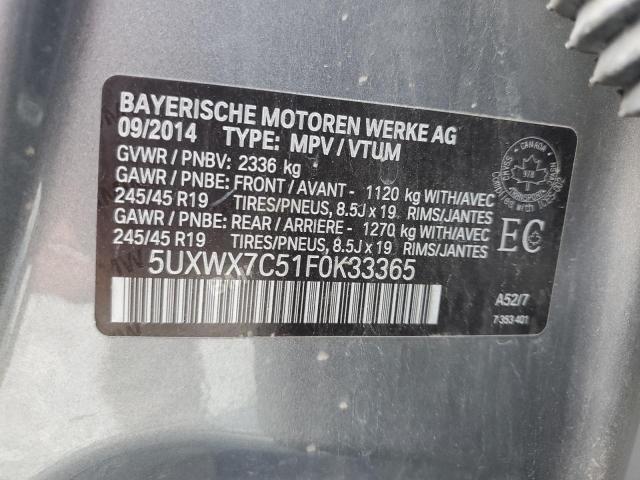 BAYERISCHE MOTOREN WERKE AG
09/2014 TYPE: MPV / VTUM
GVWR / PNBV: 2336 kg
GAWR / PNBE: FRONT / AVANT - 1120 kg WITH/AVEC
245/45 R19 TIRES/PNEUS, 8.5J x 19 RIMS/JANTES
GAWR / PNBE: REAR / ARRIERE - 1270 kg WITH/AVEC
245/45 R19 TIRES/PNEUS, 8.5J x 19 RIMS/JANTES
5UXWX7C51F0K33365
CANADA
EC
A52/7
7 353 401